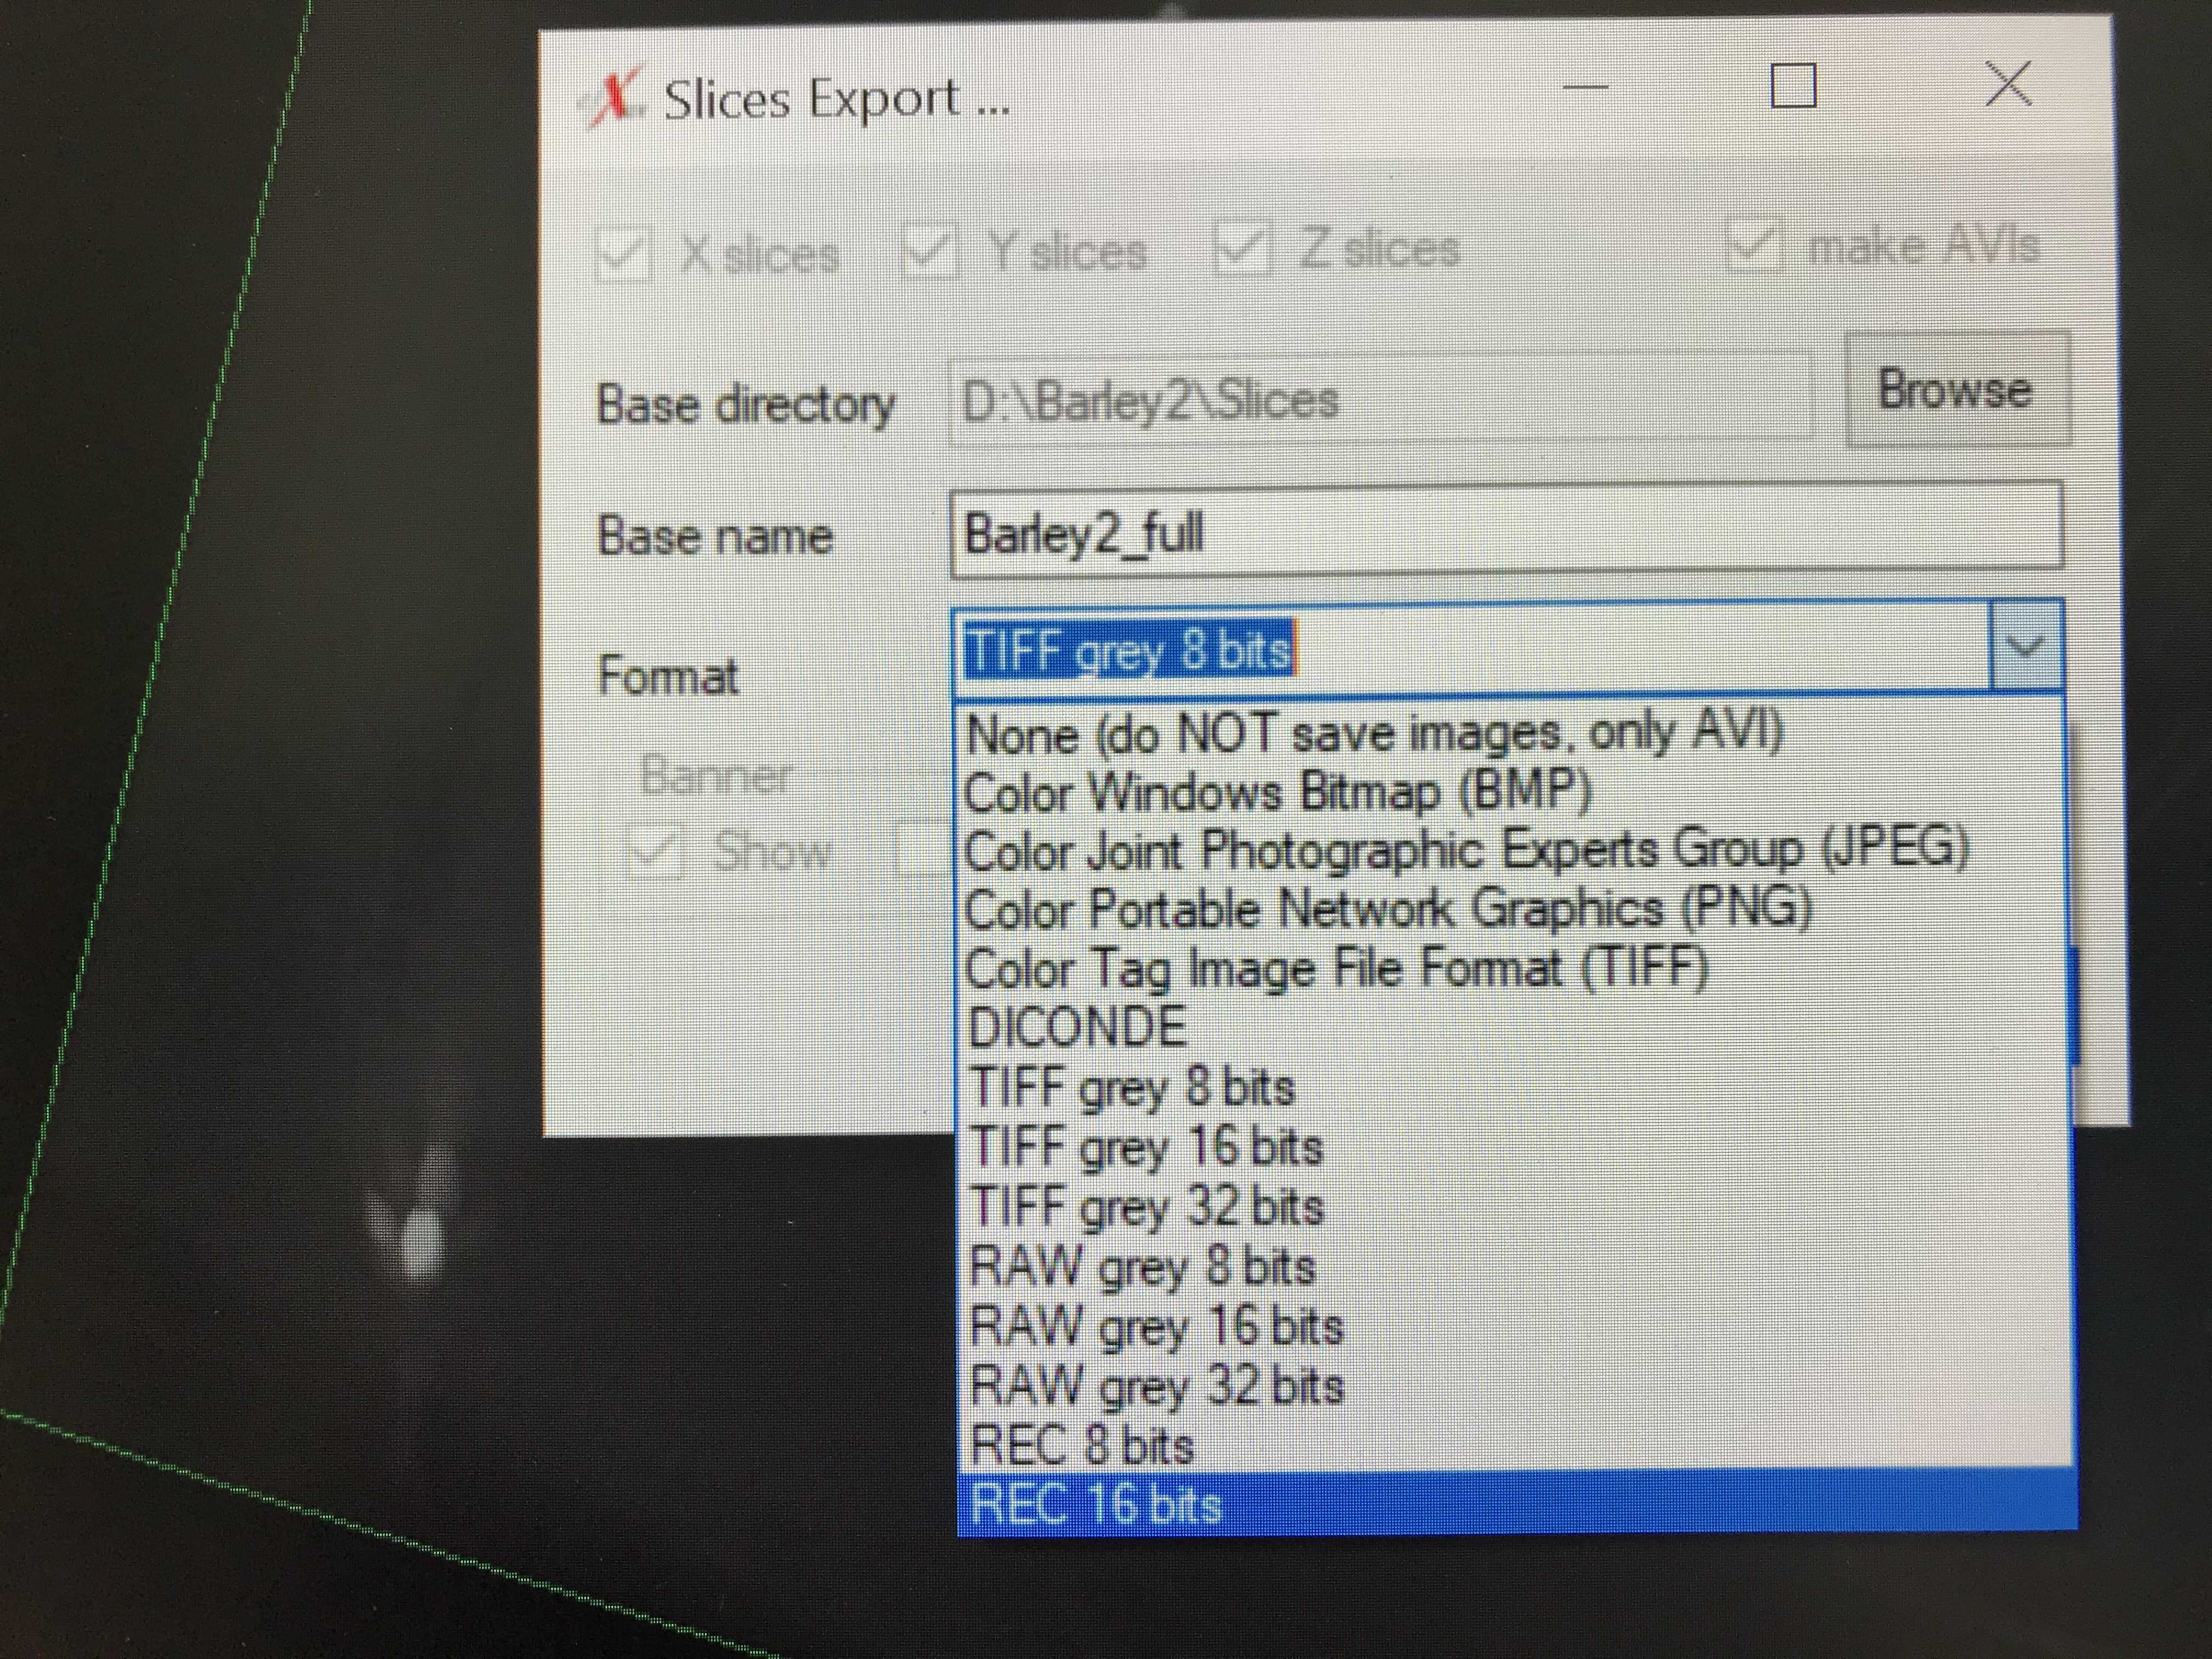 Slices Export ...
X slices Y slices Z slices make AVIs
Base directory D:\Barley2\Slices Browse
Base name Barley2_full
Format TIFF grey 8 bits
None (do NOT save images, only AVI)
Color Windows Bitmap (BMP)
Banner
Color Joint Photographic Experts Group (JPEG)
Show
Color Portable Network Graphics (PNG)
Color Tag Image File Format (TIFF)
DICONDE
TIFF grey 8 bits
TIFF grey 16 bits
TIFF grey 32 bits
RAW grey 8 bits
RAW grey 16 bits
RAW grey 32 bits
REC 8 bits
REC 16 bits